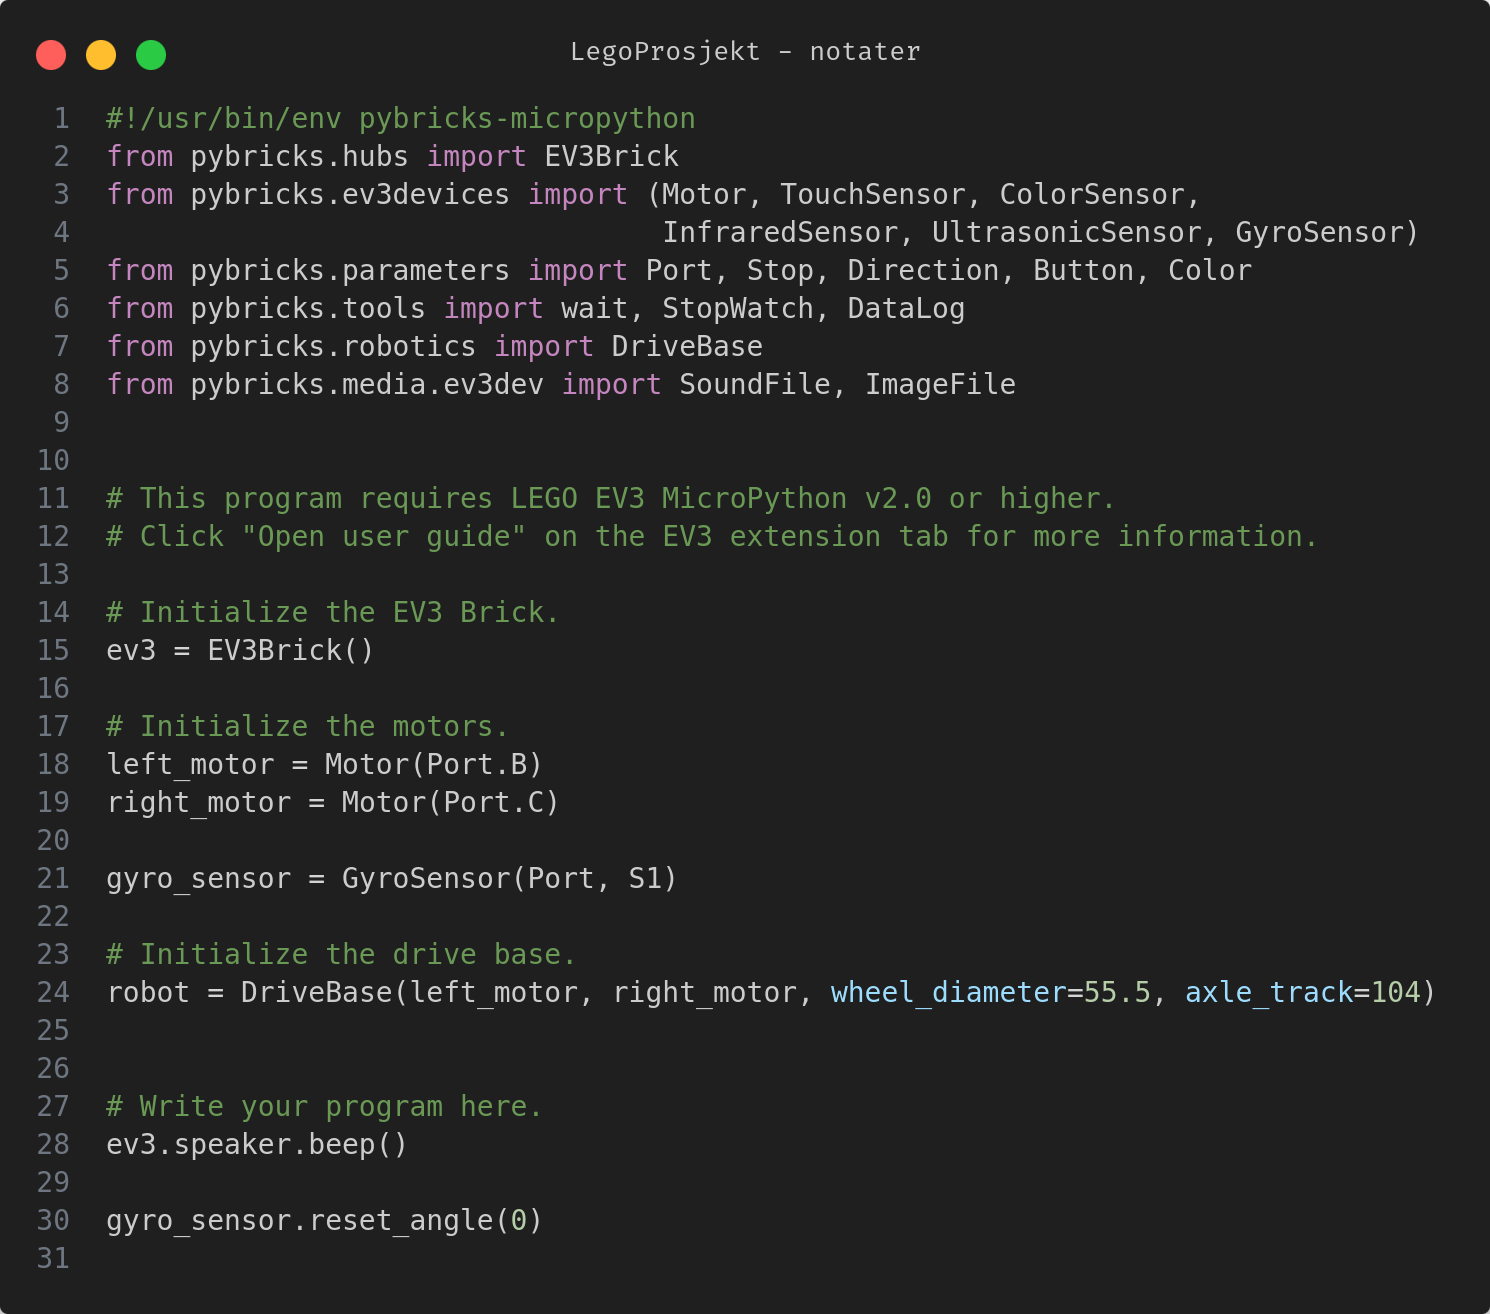 LegoProsjekt – notater
1 #!/usr/bin/env pybricks-micropython
2 from pybricks.hubs import EV3Brick
3 from pybricks.ev3devices import (Motor, TouchSensor, ColorSensor,
4                                  InfraredSensor, UltrasonicSensor, GyroSensor)
5 from pybricks.parameters import Port, Stop, Direction, Button, Color
6 from pybricks.tools import wait, StopWatch, DataLog
7 from pybricks.robotics import DriveBase
8 from pybricks.media.ev3dev import SoundFile, ImageFile
9
10
11 # This program requires LEGO EV3 MicroPython v2.0 or higher.
12 # Click "Open user guide" on the EV3 extension tab for more information.
13
14 # Initialize the EV3 Brick.
15 ev3 = EV3Brick()
16
17 # Initialize the motors.
18 left_motor = Motor(Port.B)
19 right_motor = Motor(Port.C)
20
21 gyro_sensor = GyroSensor(Port, S1)
22
23 # Initialize the drive base.
24 robot = DriveBase(left_motor, right_motor, wheel_diameter=55.5, axle_track=104)
25
26
27 # Write your program here.
28 ev3.speaker.beep()
29
30 gyro_sensor.reset_angle(0)
31